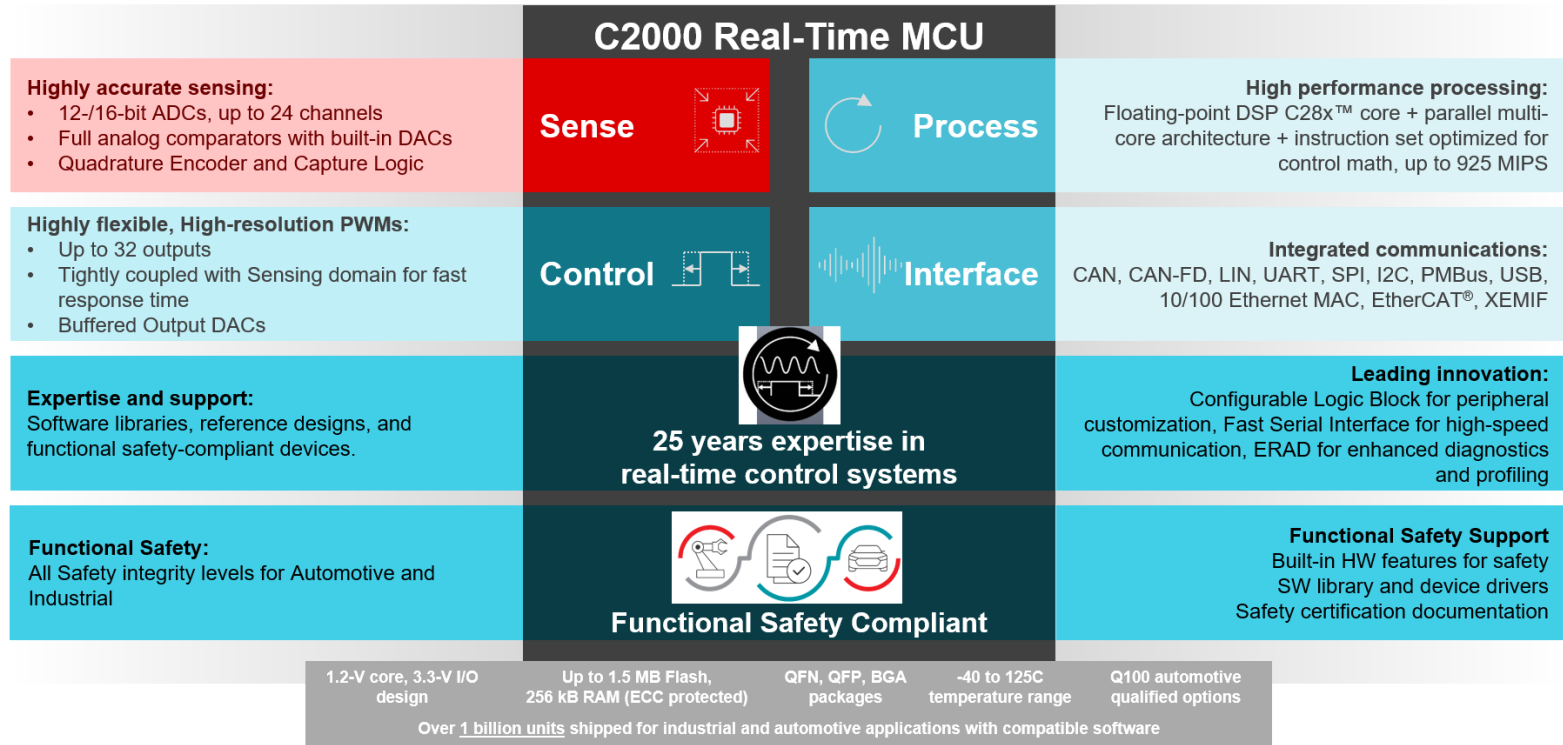 C2000 Real-Time MCU
Highly accurate sensing:
• 12-/16-bit ADCs, up to 24 channels
• Full analog comparators with built-in DACs
• Quadrature Encoder and Capture Logic
Sense
Process
High performance processing:
Floating-point DSP C28x™ core + parallel multi-
core architecture + instruction set optimized for
control math, up to 925 MIPS
Highly flexible, High-resolution PWMs:
• Up to 32 outputs
• Tightly coupled with Sensing domain for fast
response time
• Buffered Output DACs
Control
Interface
Integrated communications:
CAN, CAN-FD, LIN, UART, SPI, I2C, PMBus, USB,
10/100 Ethernet MAC, EtherCAT®, XEMIF
Expertise and support:
Software libraries, reference designs, and
functional safety-compliant devices.
25 years expertise in
real-time control systems
Leading innovation:
Configurable Logic Block for peripheral
customization, Fast Serial Interface for high-speed
communication, ERAD for enhanced diagnostics
and profiling
Functional Safety:
All Safety integrity levels for Automotive and
Industrial
Functional Safety Compliant
Functional Safety Support
Built-in HW features for safety
SW library and device drivers
Safety certification documentation
1.2-V core, 3.3-V I/O
design
Up to 1.5 MB Flash,
256 kB RAM (ECC protected)
QFN, QFP, BGA
packages
-40 to 125C
temperature range
Q100 automotive
qualified options
Over 1 billion units shipped for industrial and automotive applications with compatible software